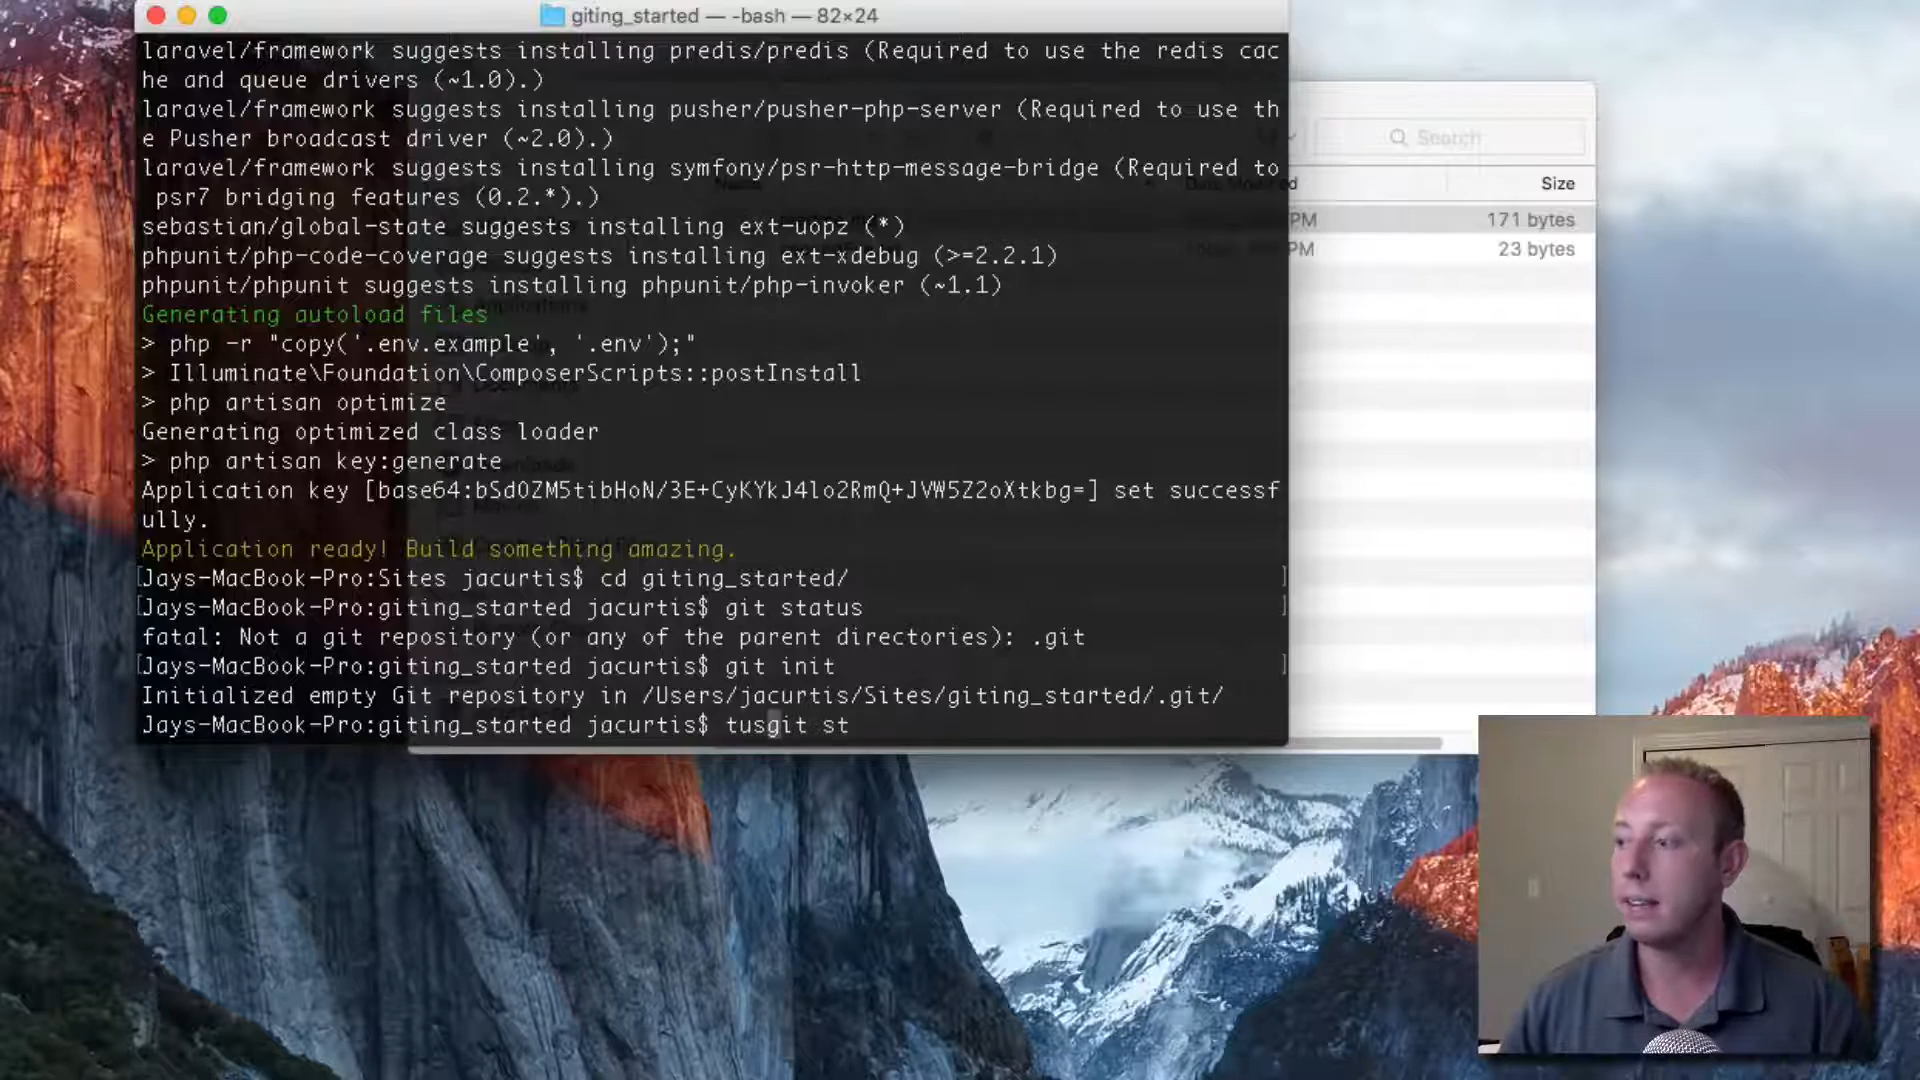 giting_started — -bash — 82×24
laravel/framework suggests installing predis/predis (Required to use the redis cac
he and queue drivers (~1.0).)
laravel/framework suggests installing pusher/pusher-php-server (Required to use th
e Pusher broadcast driver (~2.0).)
laravel/framework suggests installing symfony/psr-http-message-bridge (Required to
psr7 bridging features (0.2.*).)
sebastian/global-state suggests installing ext-uopz (*)
phpunit/php-code-coverage suggests installing ext-xdebug (>=2.2.1)
phpunit/phpunit suggests installing phpunit/php-invoker (~1.1)
Generating autoload files
> php -r "copy('.env.example', '.env');"
> Illuminate\Foundation\ComposerScripts::postInstall
> php artisan optimize
Generating optimized class loader
> php artisan key:generate
Application key [base64:bSdOZM5tibHoN/3E+CyKYkJ4lo2RmQ+JVW5Z2oXtkbg=] set successf
ully.
Application ready! Build something amazing.
[Jays-MacBook-Pro:Sites jacurtis$ cd giting_started/ ]
[Jays-MacBook-Pro:giting_started jacurtis$ git status ]
fatal: Not a git repository (or any of the parent directories): .git
[Jays-MacBook-Pro:giting_started jacurtis$ git init ]
Initialized empty Git repository in /Users/jacurtis/Sites/giting_started/.git/
Jays-MacBook-Pro:giting_started jacurtis$ tusgit st
Search
Size
PM 171 bytes
PM 23 bytes